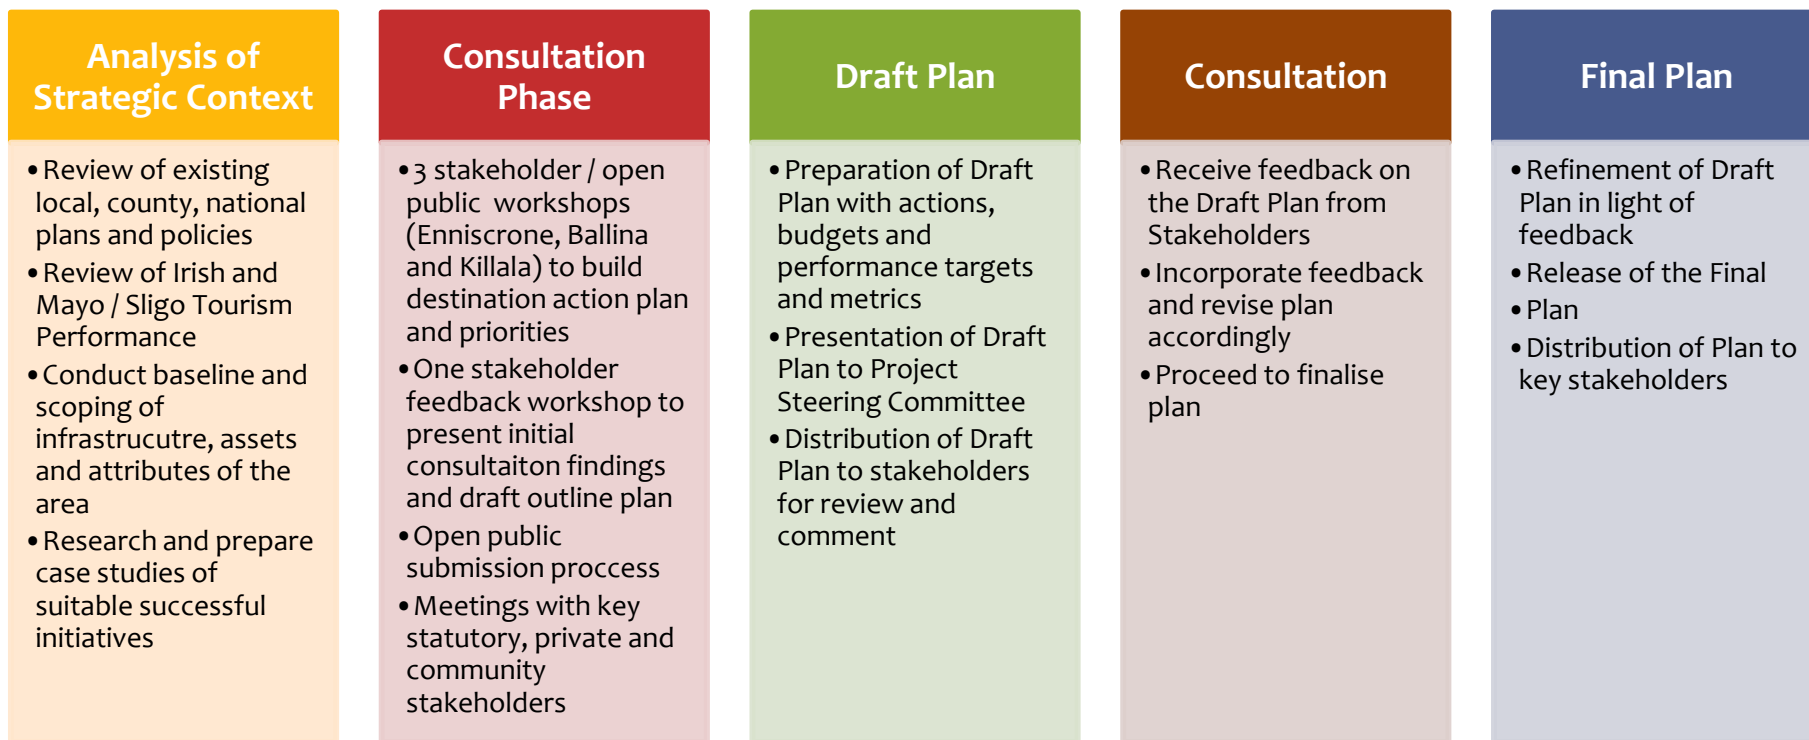 Analysis of
Strategic Context
• Review of existing
local, county, national
plans and policies
• Review of Irish and
Mayo / Sligo Tourism
Performance
• Conduct baseline and
scoping of
infrastrucutre, assets
and attributes of the
area
• Research and prepare
case studies of
suitable successful
initiatives
Consultation
Phase
• 3 stakeholder / open
public workshops
(Enniscrone, Ballina
and Killala) to build
destination action plan
and priorities
• One stakeholder
feedback workshop to
present initial
consultaiton findings
and draft outline plan
• Open public
submission proccess
• Meetings with key
statutory, private and
community
stakeholders
Draft Plan
• Preparation of Draft
Plan with actions,
budgets and
performance targets
and metrics
• Presentation of Draft
Plan to Project
Steering Committee
• Distribution of Draft
Plan to stakeholders
for review and
comment
Consultation
• Receive feedback on
the Draft Plan from
Stakeholders
• Incorporate feedback
and revise plan
accordingly
• Proceed to finalise
plan
Final Plan
• Refinement of Draft
Plan in light of
feedback
• Release of the Final
• Plan
• Distribution of Plan to
key stakeholders